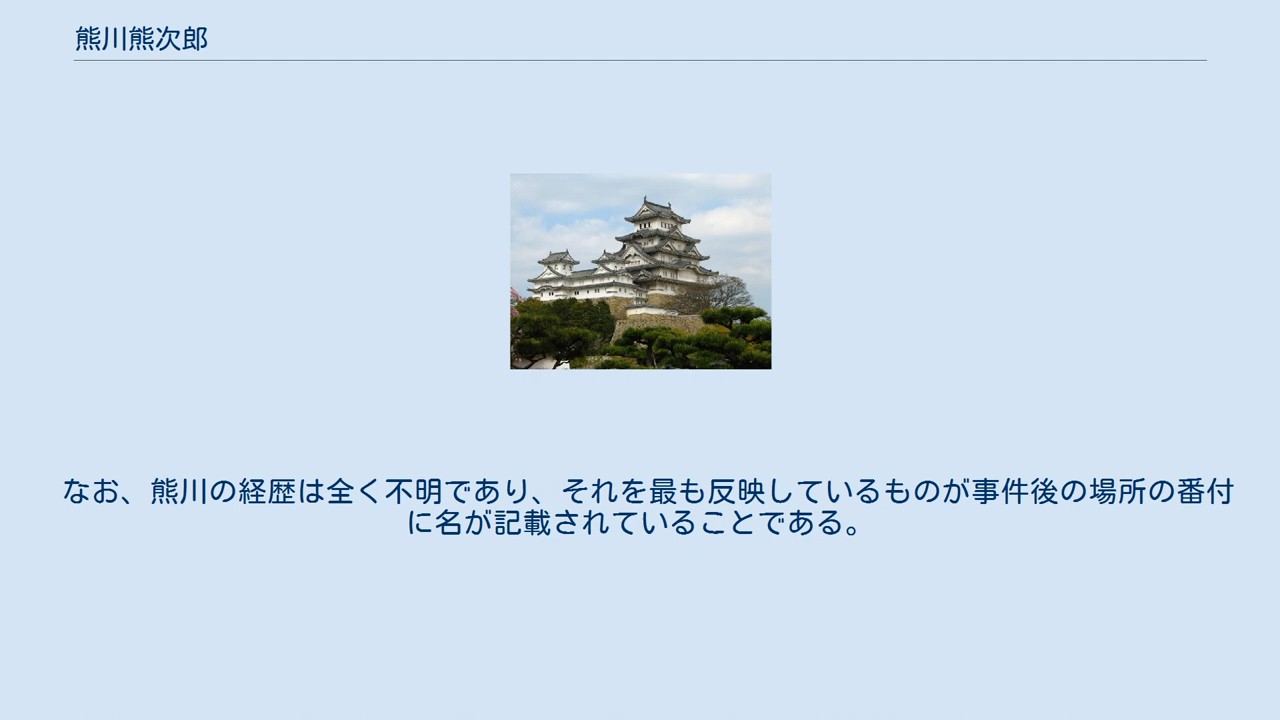 熊川熊次郎
なお、熊川の経歴は全く不明であり、それを最も反映しているものが事件後の場所の番付
に名が記載されていることである。